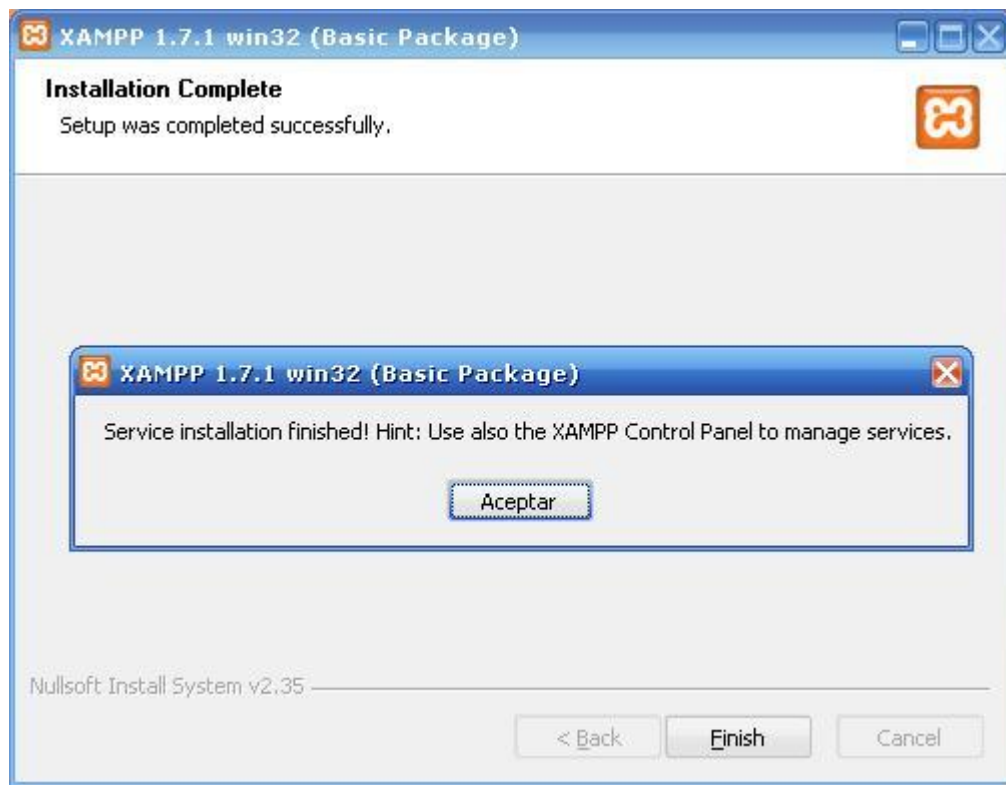 XAMPP 1.7.1 win32 (Basic Package)
Installation Complete
Setup was completed successfully.
XAMPP 1.7.1 win32 (Basic Package)
Service installation finished! Hint: Use also the XAMPP Control Panel to manage services.
Aceptar
Nullsoft Install System v2.35
< Back Finish Cancel